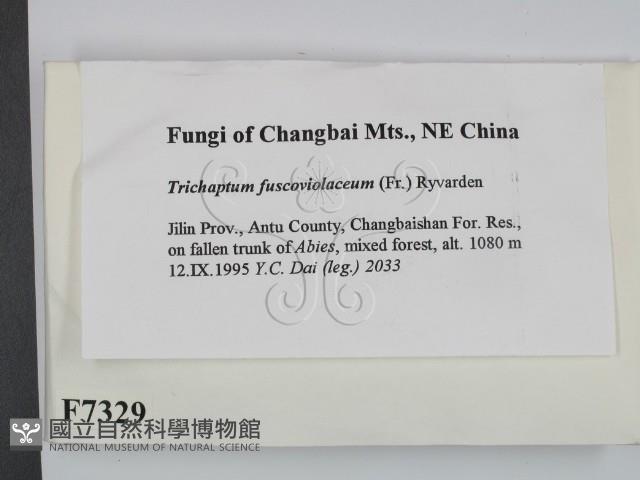 Fungi of Changbai Mts., NE China
Trichaptum fuscoviolaceum (Fr.) Ryvarden
Jilin Prov., Antu County, Changbaishan For. Res.,
on fallen trunk of Abies, mixed forest, alt. 1080 m
12.IX.1995 Y.C. Dai (leg.) 2033
F7329
國立自然科學博物館
NATIONAL MUSEUM OF NATURAL SCIENCE